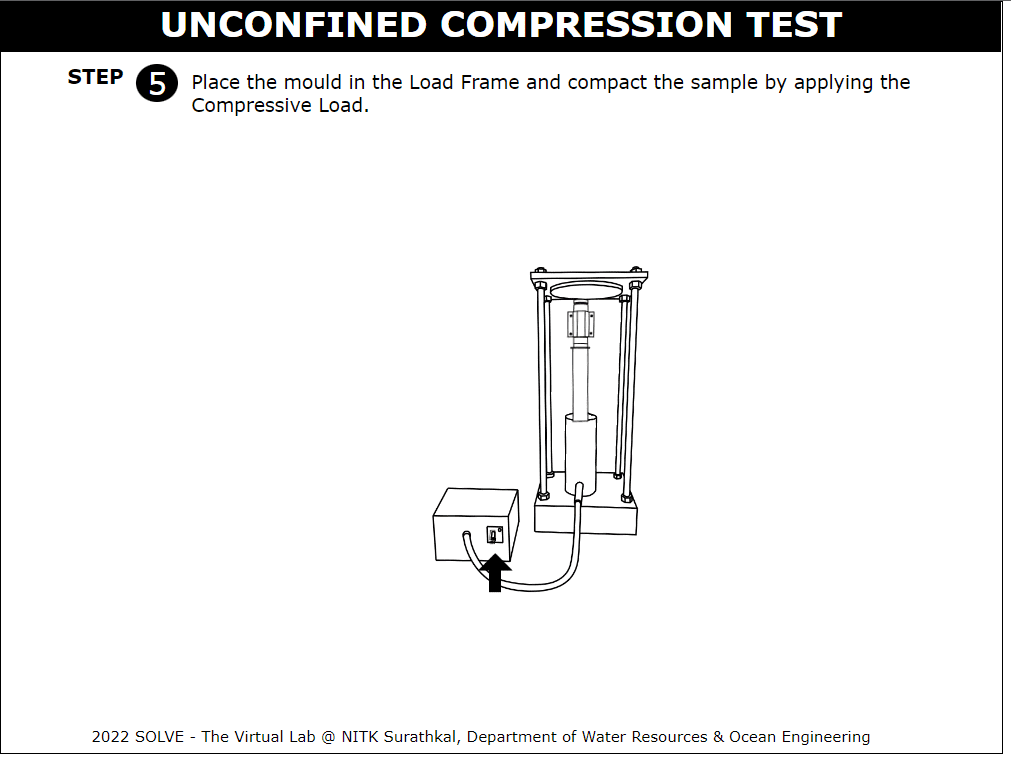 UNCONFINED COMPRESSION TEST
STEP 5 Place the mould in the Load Frame and compact the sample by applying the
Compressive Load.
2022 SOLVE - The Virtual Lab @ NITK Surathkal, Department of Water Resources & Ocean Engineering